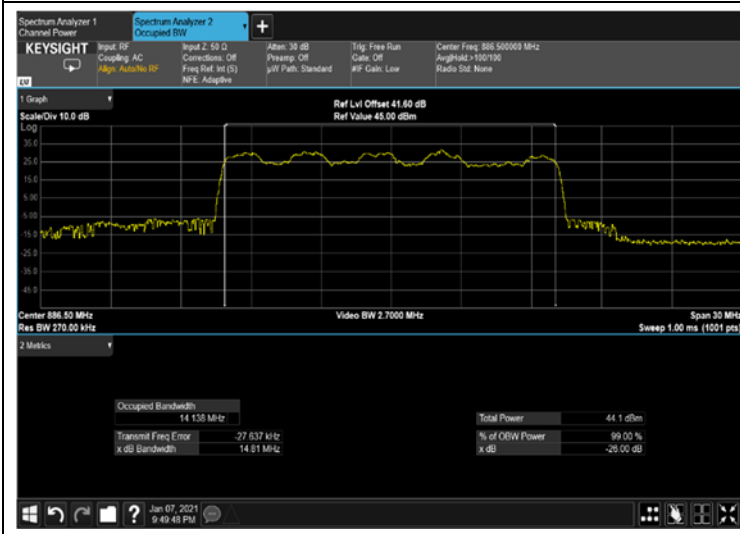 Spectrum Analyzer 1
Channel Power
Spectrum Analyzer 2
Occupied BW
+
KEYSIGHT
Input: RF
Coupling: AC
Align: Auto/No RF
Input Z: 50 Ω
Corrections: Off
Freq Ref: Int (S)
NFE: Adaptive
Atten: 30 dB
Preamp: Off
µW Path: Standard
Trig: Free Run
Gate: Off
#IF Gain: Low
Center Freq: 886.500000 MHz
Avg|Hold:>100/100
Radio Std: None
1 Graph
Scale/Div 10.0 dB
Ref Lvl Offset 41.60 dB
Ref Value 45.00 dBm
Log
35.0
25.0
15.0
5.00
-5.00
-15.0
-25.0
-35.0
-45.0
Center 886.50 MHz
Res BW 270.00 kHz
Video BW 2.7000 MHz
Span 30 MHz
Sweep 1.00 ms (1001 pts)
2 Metrics
Occupied Bandwidth
14.138 MHz
Transmit Freq Error -27.637 kHz
x dB Bandwidth 14.81 MHz
Total Power 44.1 dBm
% of OBW Power 99.00 %
x dB -26.00 dB
?
Jan 07, 2021
9:49:48 PM